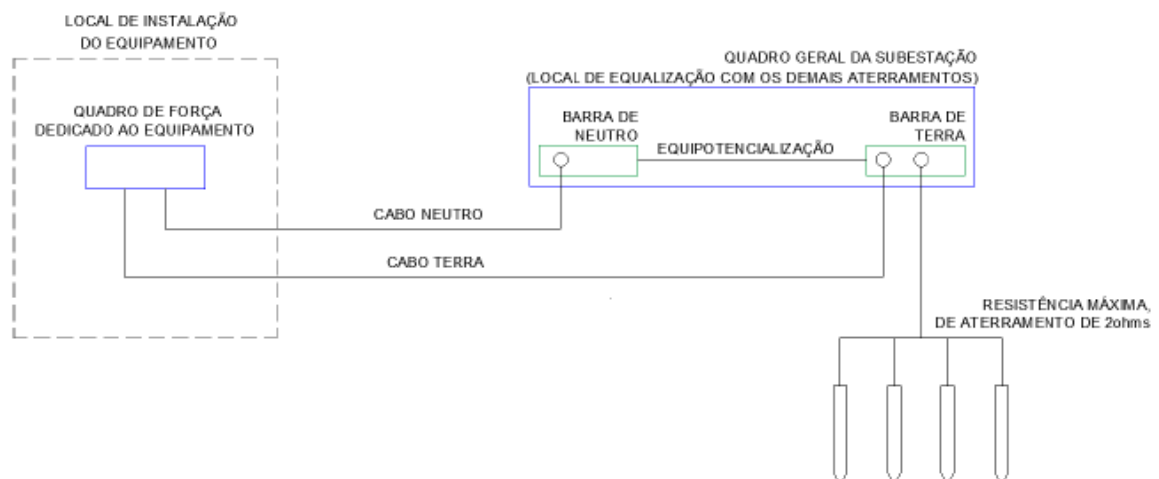 LOCAL DE INSTALAÇÃO
DO EQUIPAMENTO
QUADRO DE FORÇA
DEDICADO AO EQUIPAMENTO
QUADRO GERAL DA SUBESTAÇÃO
(LOCAL DE EQUALIZAÇÃO COM OS DEMAIS ATERRAMENTOS)
BARRA DE
NEUTRO
EQUIPOTENCIALIZAÇÃO
BARRA DE
TERRA
CABO NEUTRO
CABO TERRA
RESISTÊNCIA MÁXIMA,
DE ATERRAMENTO DE 2ohms